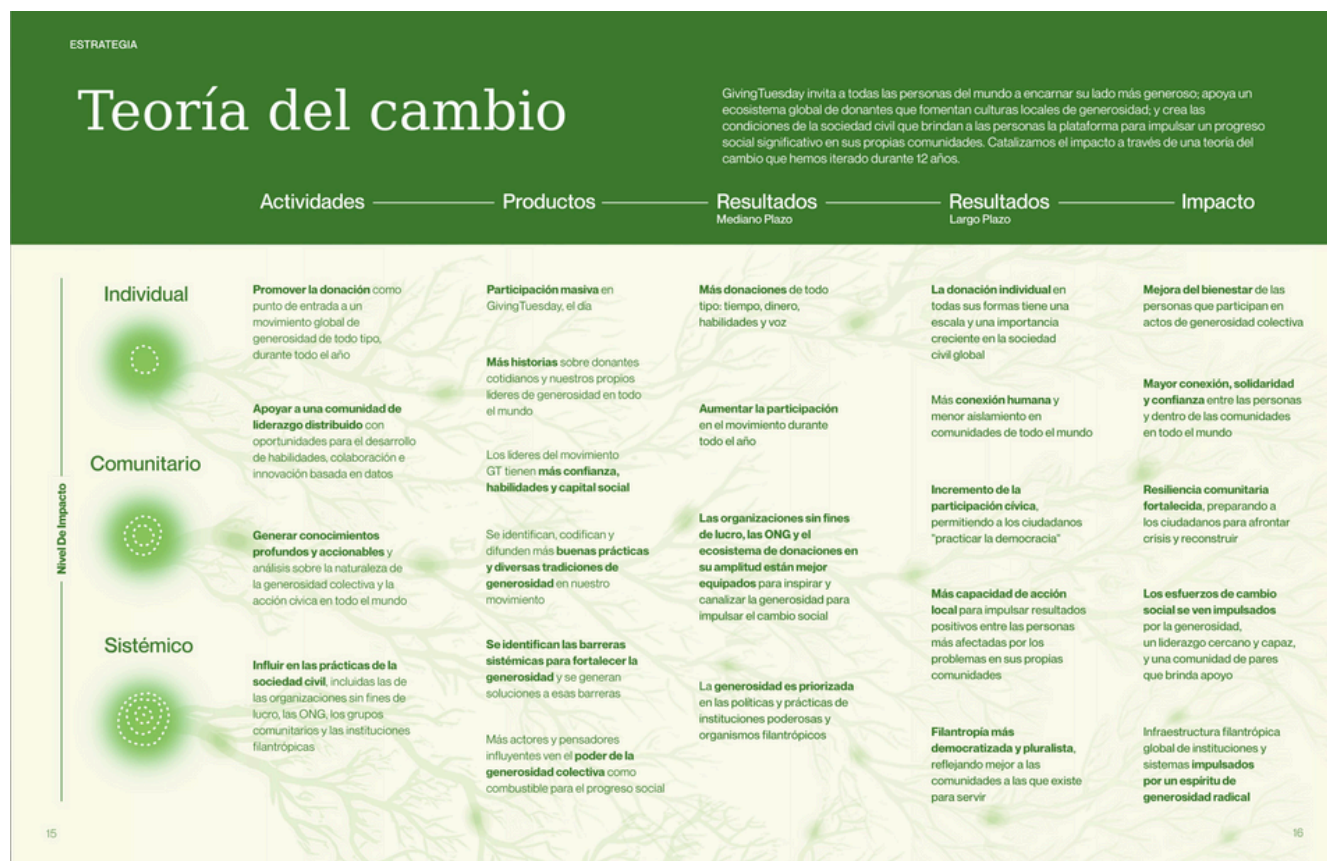 ESTRATEGIA
Teoría del cambio
GivingTuesday invita a todas las personas del mundo a encarnar su lado más generoso; apoya un
ecosistema global de donantes que fomentan culturas locales de generosidad; y crea las
condiciones de la sociedad civil que brindan a las personas la plataforma para impulsar un progreso
social significativo en sus propias comunidades. Catalizamos el impacto a través de una teoría del
cambio que hemos iterado durante 12 años.
Actividades
Productos
Resultados
Mediano Plazo
Resultados
Largo Plazo
Impacto
Nivel De Impacto
Individual
Comunitario
Sistémico
Promover la donación como
punto de entrada a un
movimiento global de
generosidad de todo tipo,
durante todo el año
Apoyar a una comunidad de
liderazgo distribuido con
oportunidades para el desarrollo
de habilidades, colaboración e
innovación basada en datos
Generar conocimientos
profundos y accionables y
análisis sobre la naturaleza de
la generosidad colectiva y la
acción cívica en todo el mundo
Influir en las prácticas de la
sociedad civil, incluidas las de
las organizaciones sin fines de
lucro, las ONG, los grupos
comunitarios y las instituciones
filantrópicas
Participación masiva en
GivingTuesday, el día
Más historias sobre donantes
cotidianos y nuestros propios
líderes de generosidad en todo
el mundo
Los líderes del movimiento
GT tienen más confianza,
habilidades y capital social
Se identifican, codifican y
difunden más buenas prácticas
y diversas tradiciones de
generosidad en nuestro
movimiento
Se identifican las barreras
sistémicas para fortalecer la
generosidad y se generan
soluciones a esas barreras
Más actores y pensadores
influyentes ven el poder de la
generosidad colectiva como
combustible para el progreso social
Más donaciones de todo
tipo: tiempo, dinero,
habilidades y voz
Aumentar la participación
en el movimiento durante
todo el año
Las organizaciones sin fines
de lucro, las ONG y el
ecosistema de donaciones en
su amplitud están mejor
equipados para inspirar y
canalizar la generosidad para
impulsar el cambio social
La generosidad es priorizada
en las políticas y prácticas de
instituciones poderosas y
organismos filantrópicos
La donación individual en
todas sus formas tiene una
escala y una importancia
creciente en la sociedad
civil global
Más conexión humana y
menor aislamiento en
comunidades de todo el mundo
Incremento de la
participación cívica,
permitiendo a los ciudadanos
"practicar la democracia"
Más capacidad de acción
local para impulsar resultados
positivos entre las personas
más afectadas por los
problemas en sus propias
comunidades
Filantropía más
democratizada y pluralista,
reflejando mejor a las
comunidades a las que existe
para servir
Mejora del bienestar de las
personas que participan en
actos de generosidad colectiva
Mayor conexión, solidaridad
y confianza entre las personas
y dentro de las comunidades
en todo el mundo
Resiliencia comunitaria
fortalecida, preparando a
los ciudadanos para afrontar
crisis y reconstruir
Los esfuerzos de cambio
social se ven impulsados
por la generosidad,
un liderazgo cercano y capaz,
y una comunidad de pares
que brinda apoyo
Infraestructura filantrópica
global de instituciones y
sistemas impulsados
por un espíritu de
generosidad radical
15
16